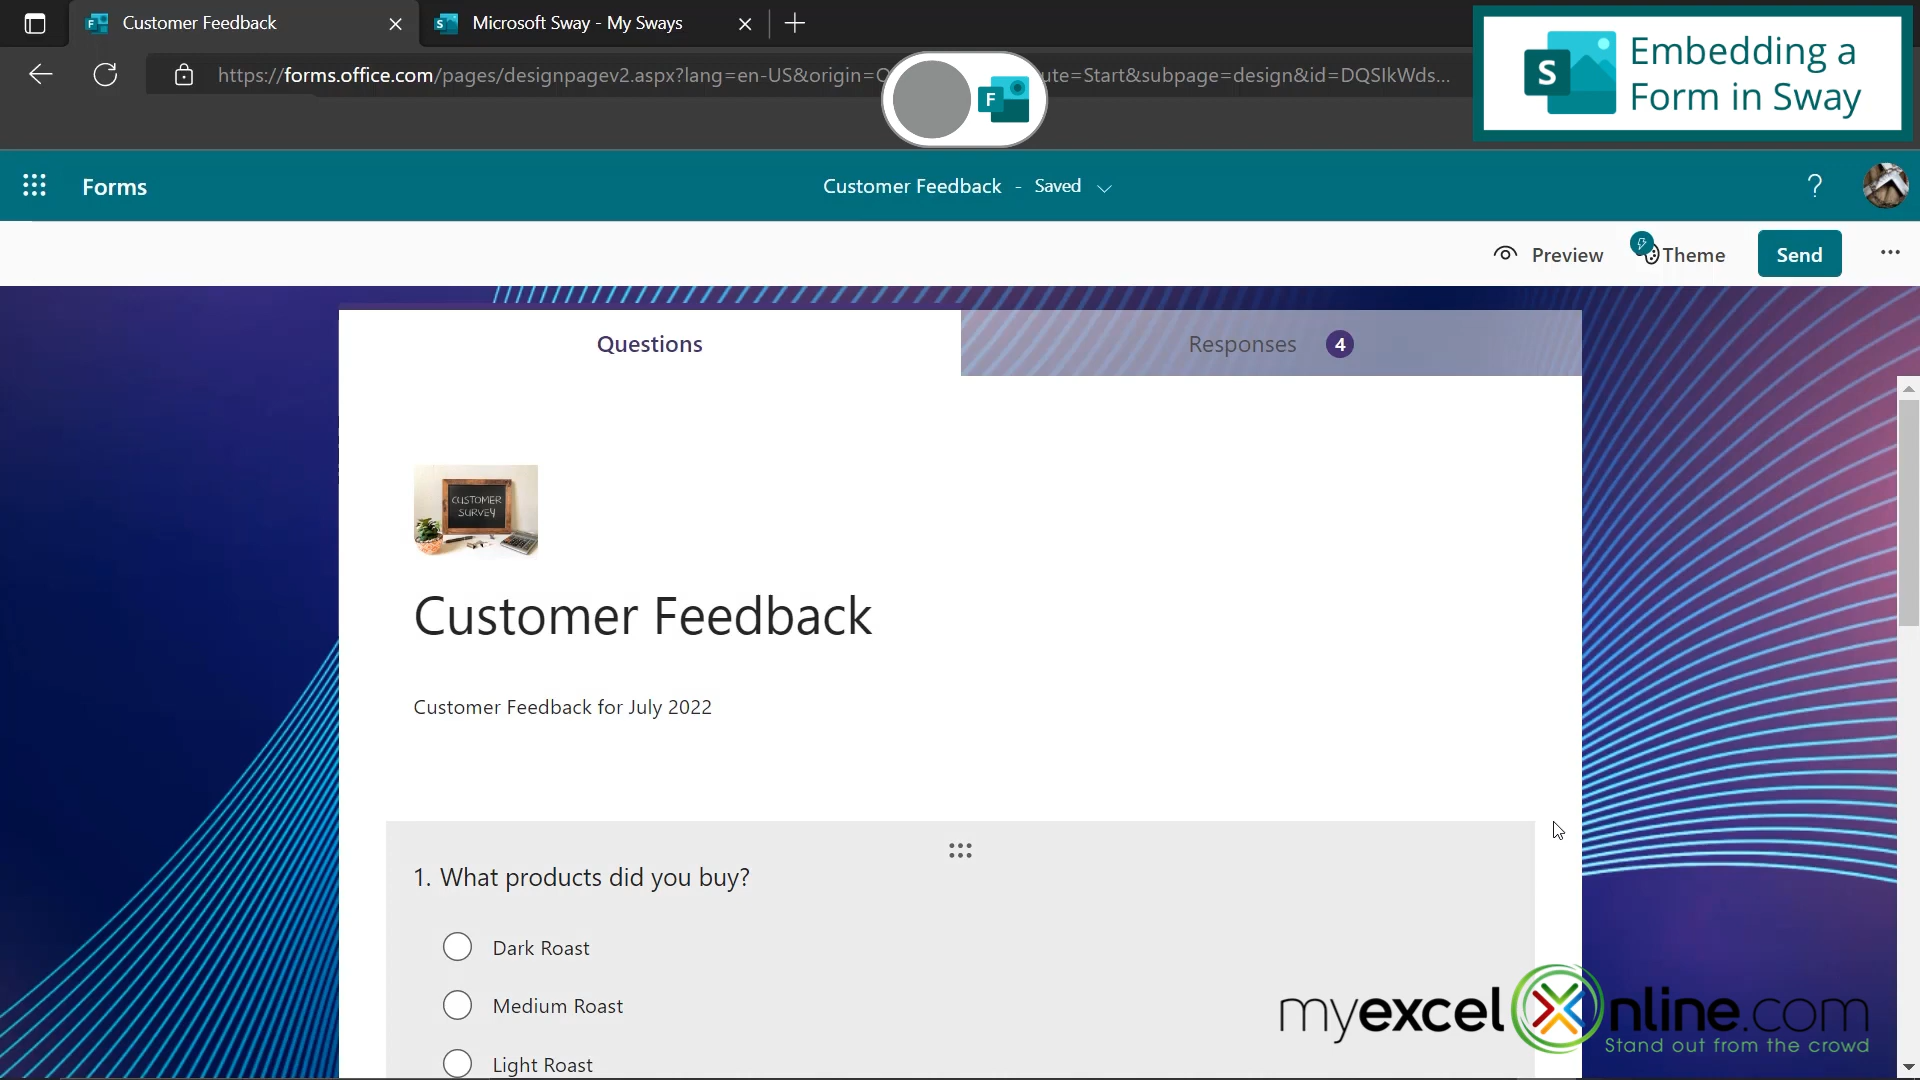 Customer Feedback
Microsoft Sway - My Sways
https://forms.office.com/pages/designpagev2.aspx?lang=en-US&origin=
ute=Start&subpage=design&id=DQSIkWds...
F
S
Embedding a
Form in Sway
Forms
Customer Feedback - Saved
?
Preview
Theme
Send
Questions
Responses 4
CUSTOMER
SURVEY
Customer Feedback
Customer Feedback for July 2022
1. What products did you buy?
Dark Roast
Medium Roast
Light Roast
myexcelXnline.com
Stand out from the crowd